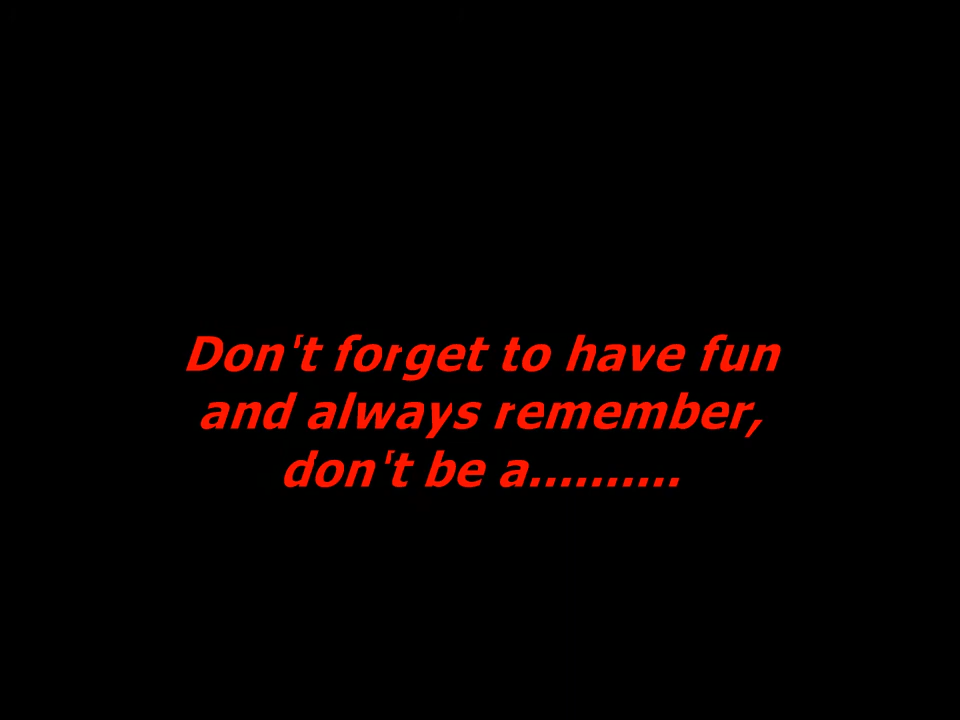 Don't forget to have fun
and always remember,
don't be a..........